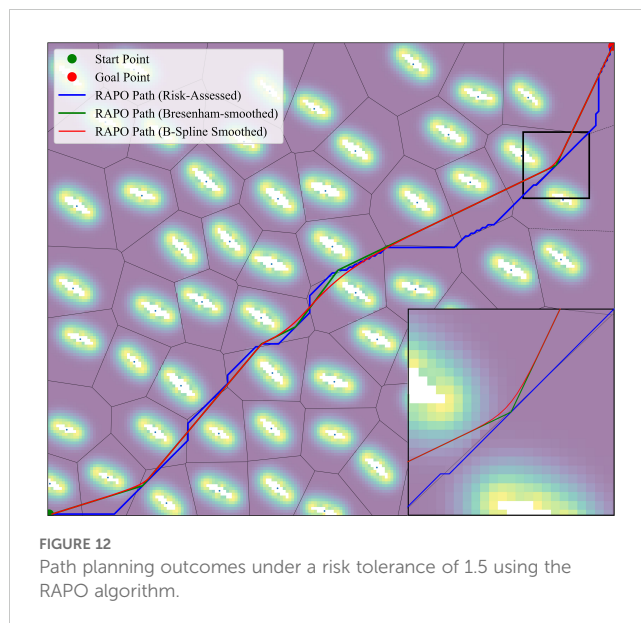 Start Point
Goal Point
RAPO Path (Risk-Assessed)
RAPO Path (Bresenham-smoothed)
RAPO Path (B-Spline Smoothed)
FIGURE 12
Path planning outcomes under a risk tolerance of 1.5 using the
RAPO algorithm.